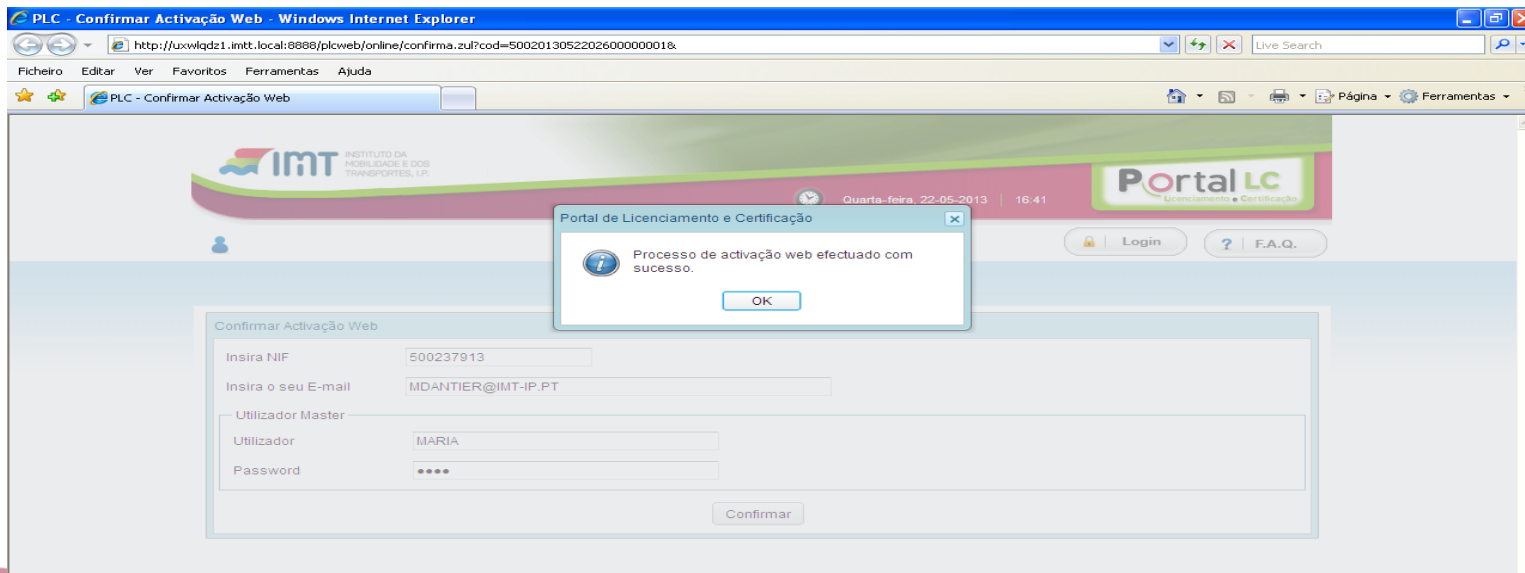 PLC - Confirmar Activação Web - Windows Internet Explorer
http://uxwlqdz1.imtt.local:8888/plcweb/online/confirma.zul?cod=50020130522026000000001&
Live Search
Ficheiro Editar Ver Favoritos Ferramentas Ajuda
PLC - Confirmar Activação Web
Página Ferramentas
IMT INSTITUTO DA
MOBILIDADE E DOS
TRANSPORTES, I.P.
Portal LC
Licenciamento e Certificação
Quarta-feira, 22-05-2013 | 16:41
Login
? F.A.Q.
Portal de Licenciamento e Certificação
Processo de activação web efectuado com
sucesso.
OK
Confirmar Activação Web
Insira NIF 500237913
Insira o seu E-mail MDANTIER@IMT-IP.PT
Utilizador Master
Utilizador MARIA
Password ••••
Confirmar